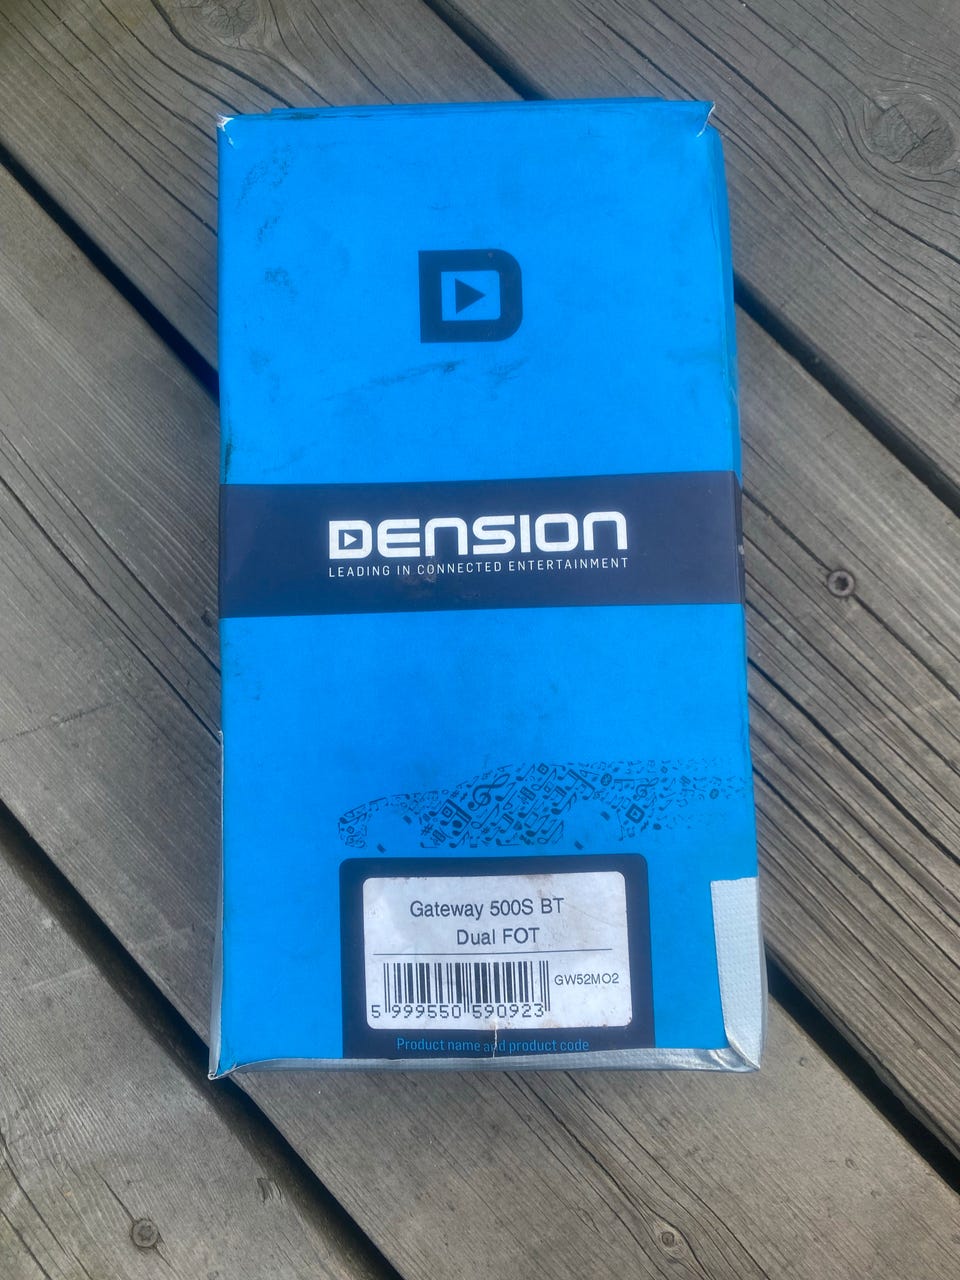 DENSION
LEADING IN CONNECTED ENTERTAINMENT
Gateway 500S BT
Dual FOT
GW52MO2
5 999550 590923
Product name and product code